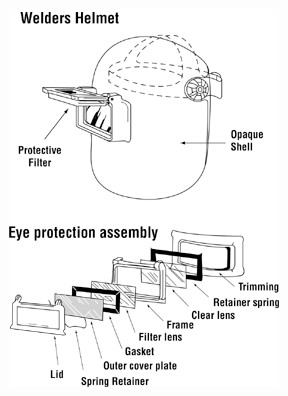 Welders Helmet
Protective
Filter
Opaque
Shell
Eye protection assembly
Trimming
Retainer spring
Clear lens
Frame
Filter lens
Gasket
Outer cover plate
Spring Retainer
Lid